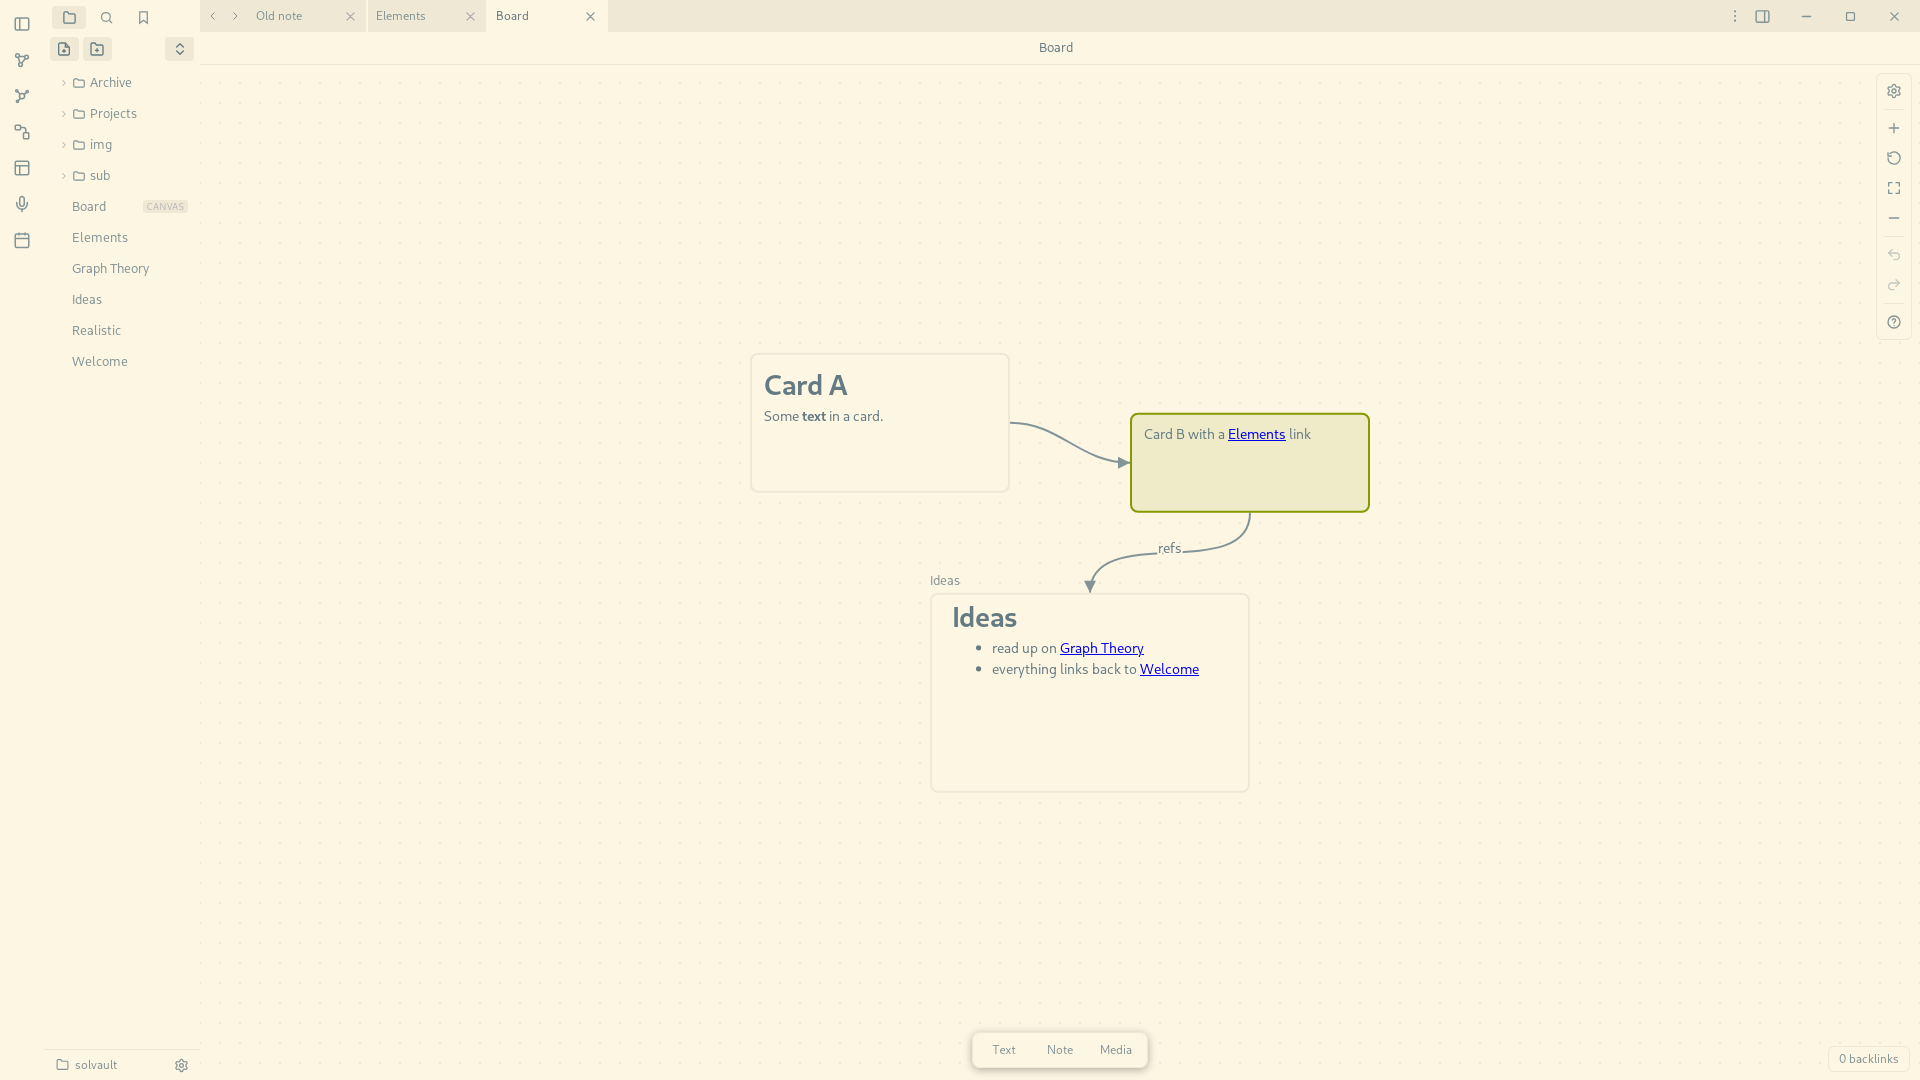 Old note
Elements
Board
Board
Archive
Projects
img
sub
Board
CANVAS
Elements
Graph Theory
Ideas
Realistic
Welcome
Card A
Some text in a card.
Card B with a Elements link
refs
Ideas
Ideas
read up on Graph Theory
everything links back to Welcome
Text
Note
Media
solvault
0 backlinks